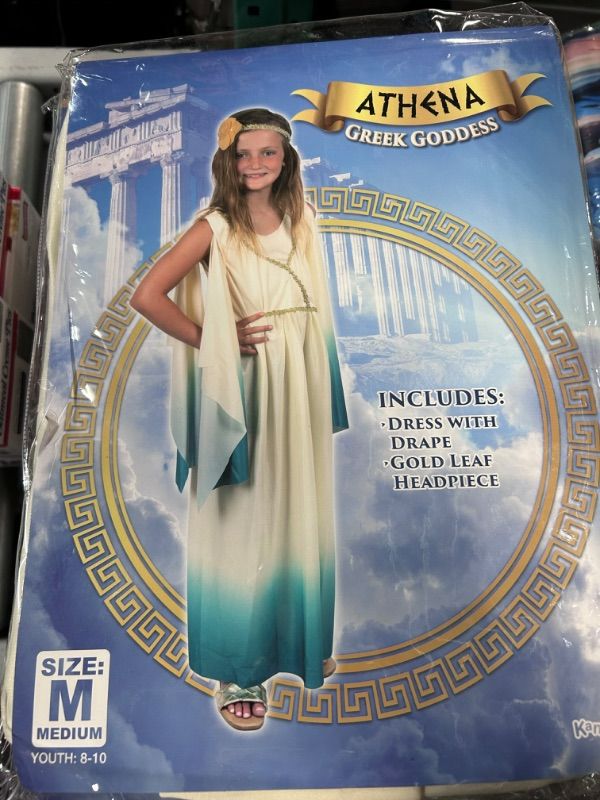 ATHENA
GREEK GODDESS
INCLUDES:
·DRESS WITH
DRAPE
·GOLD LEAF
HEADPIECE
SIZE:
M
MEDIUM
YOUTH: 8-10